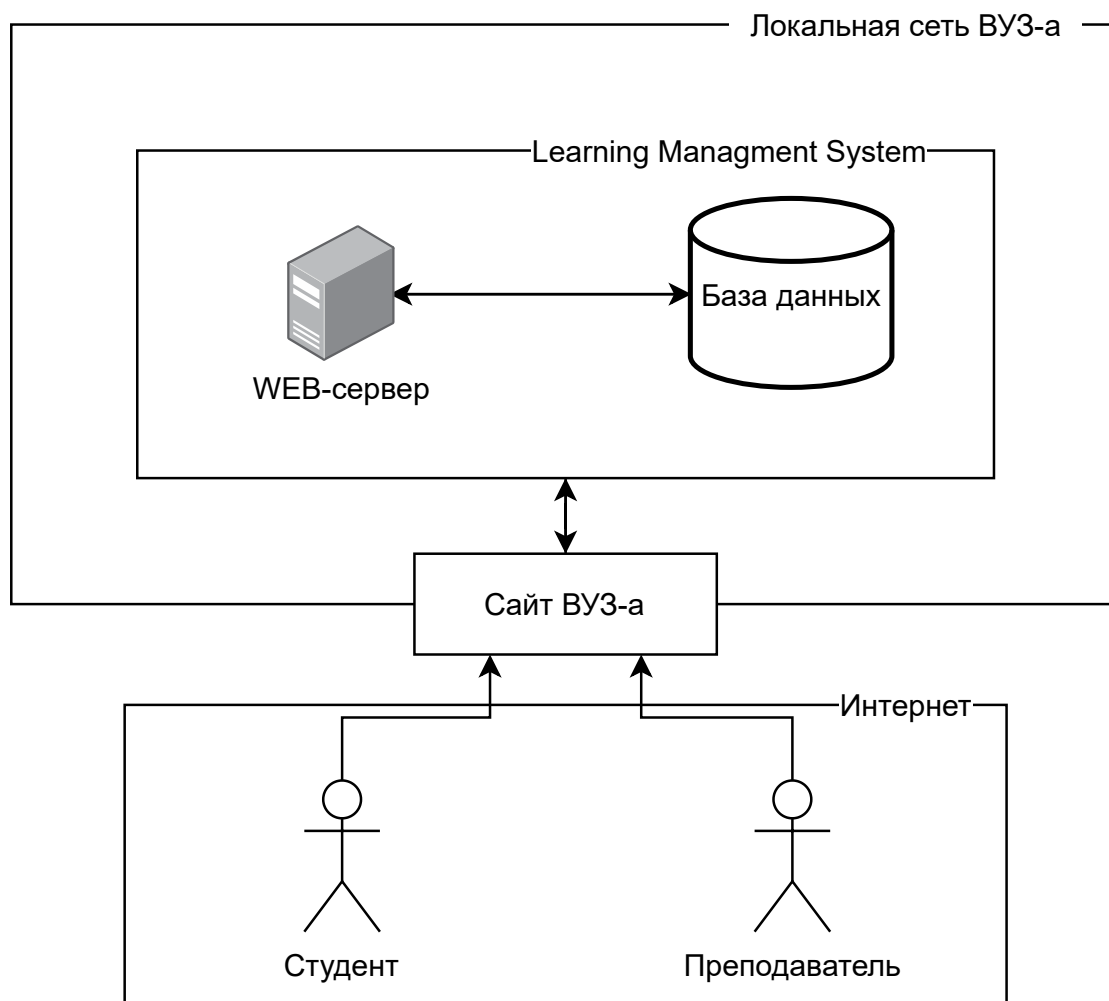 Локальная сеть ВУЗ-а
Learning Managment System
База данных
WEB-сервер
Сайт ВУЗ-а
Интернет
Студент
Преподаватель